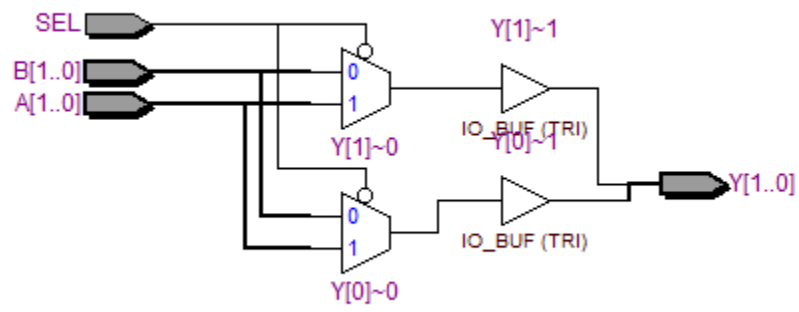 SEL
Y[1]~1
B[1..0]
0
A[1..0]
1
IO_BUF (TRI)
Y[1]~0
Y[0]~1
Y[1..0]
0
1
IO_BUF (TRI)
Y[0]~0